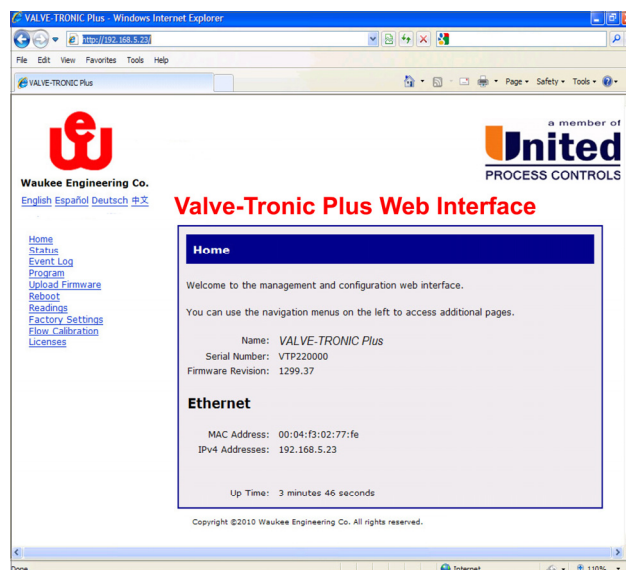 VALVE-TRONIC Plus - Windows Internet Explorer
http://192.168.5.23/
File Edit View Favorites Tools Help
VALVE-TRONIC Plus
Page Safety Tools
Waukee Engineering Co.
English Español Deutsch 中文
a member of
United
PROCESS CONTROLS
Valve-Tronic Plus Web Interface
Home
Status
Event Log
Program
Upload Firmware
Reboot
Readings
Factory Settings
Flow Calibration
Licenses
Home
Welcome to the management and configuration web interface.
You can use the navigation menus on the left to access additional pages.
Name: VALVE-TRONIC Plus
Serial Number: VTP220000
Firmware Revision: 1299.37
Ethernet
MAC Address: 00:04:f3:02:77:fe
IPv4 Addresses: 192.168.5.23
Up Time: 3 minutes 46 seconds
Copyright ©2010 Waukee Engineering Co. All rights reserved.
Done Internet 110%